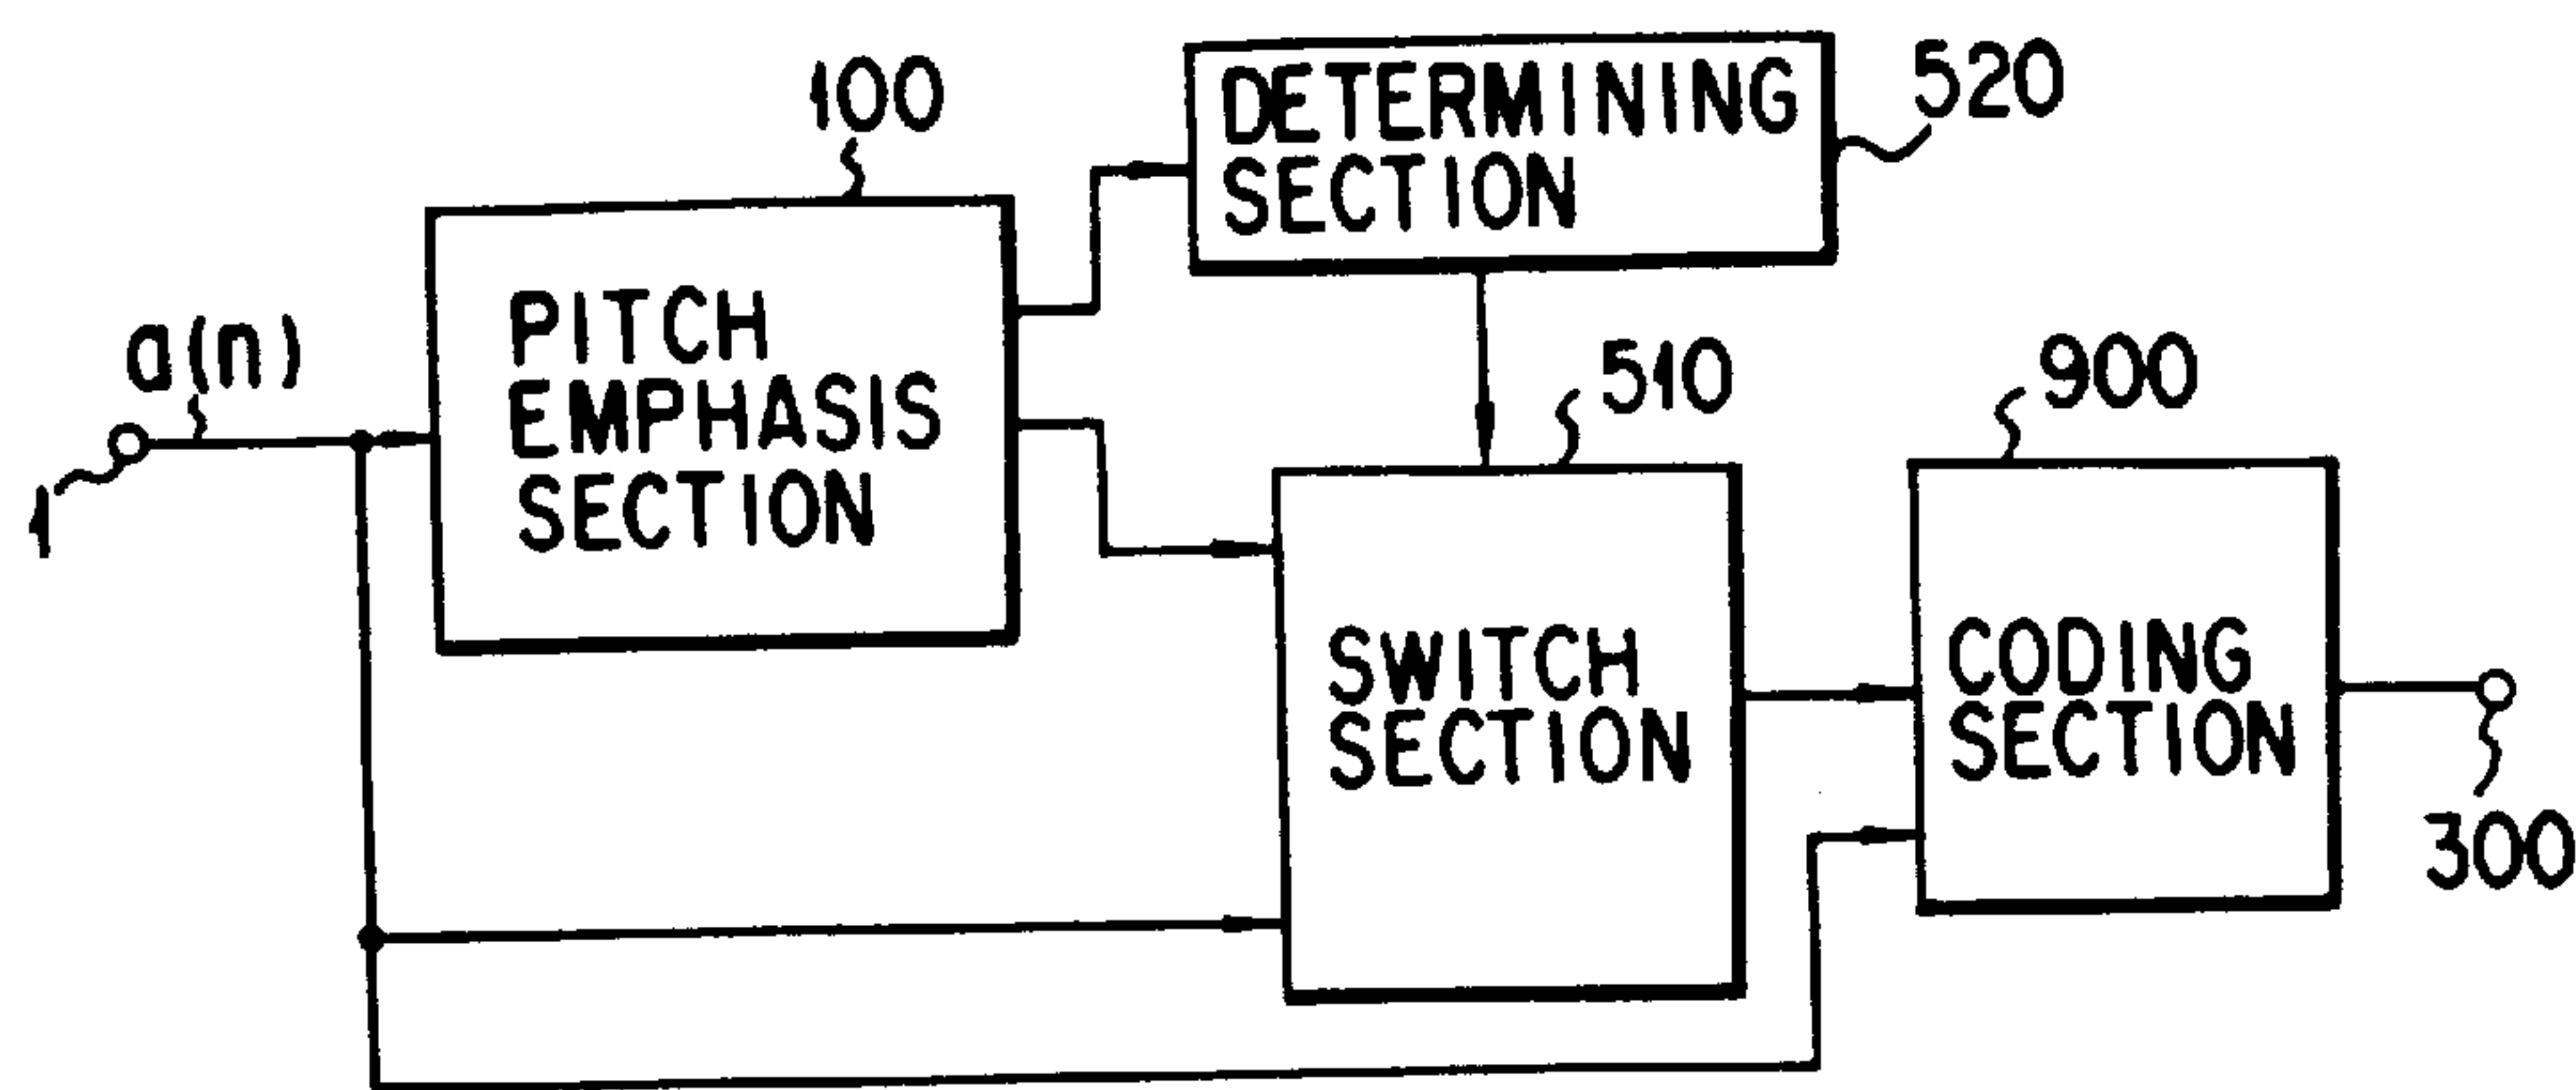 100
DETERMINING
SECTION
520
a(n)
PITCH
EMPHASIS
SECTION
510
900
1
SWITCH
SECTION
CODING
SECTION
300